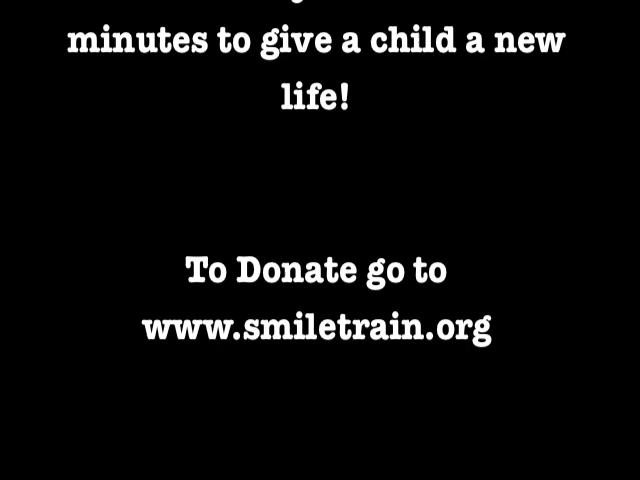 minutes to give a child a new
life!
To Donate go to
www.smiletrain.org